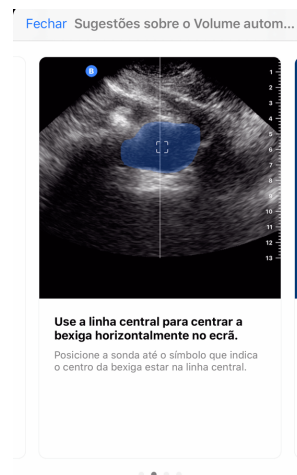 Fechar Sugestões sobre o Volume autom...
B
1
2
3
4
5
6
7
8
9
10
11
12
13
Use a linha central para centrar a
bexiga horizontalmente no ecrã.
Posicione a sonda até o símbolo que indica
o centro da bexiga estar na linha central.